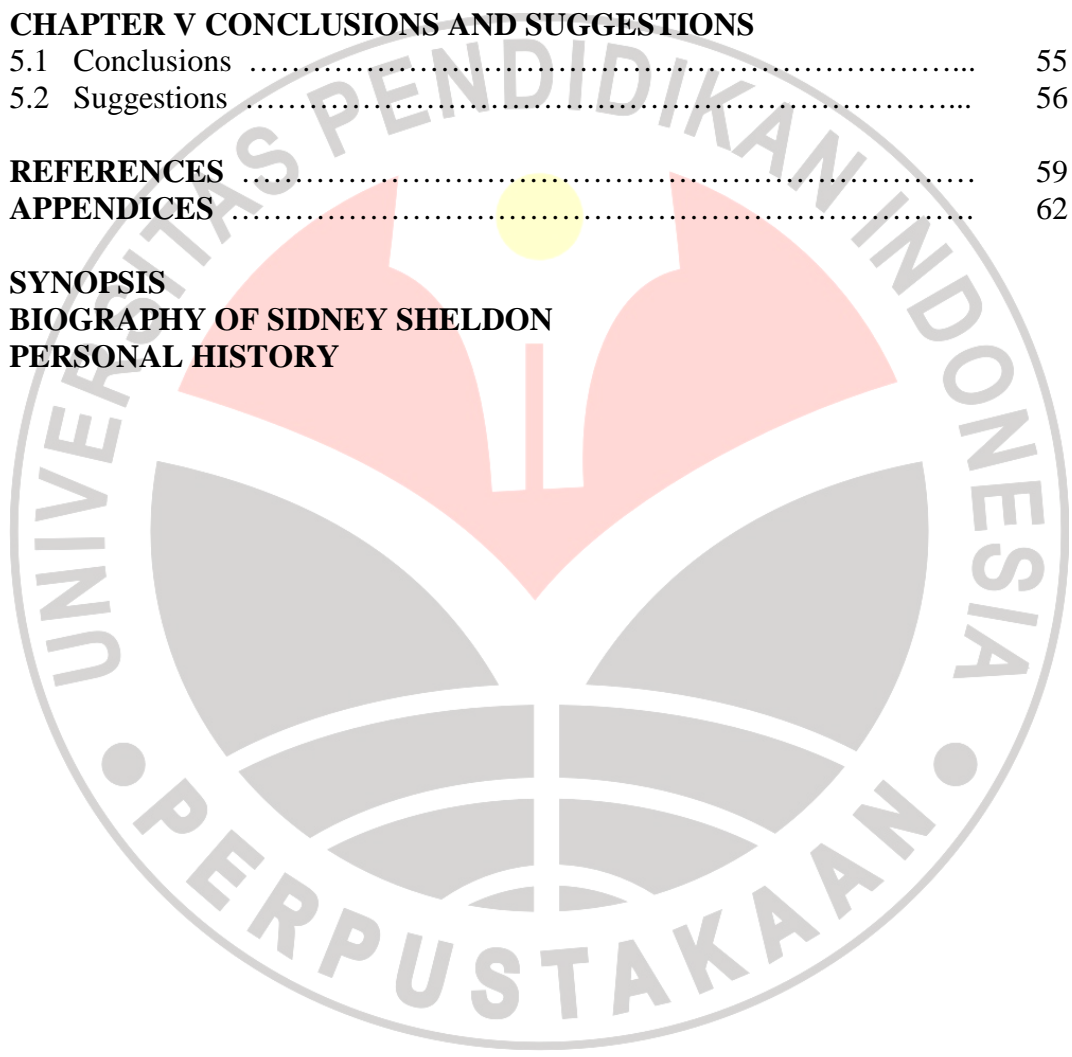 CHAPTER V CONCLUSIONS AND SUGGESTIONS
5.1 Conclusions ………………………………………………………….... 55
5.2 Suggestions …………………………………………………………... 56
REFERENCES …………………………………………………………… 59
APPENDICES ……………………………………………………………. 62
SYNOPSIS
BIOGRAPHY OF SIDNEY SHELDON
PERSONAL HISTORY
UNIVERSITAS PENDIDIKAN INDONESIA
• PERPUSTAKAAN •